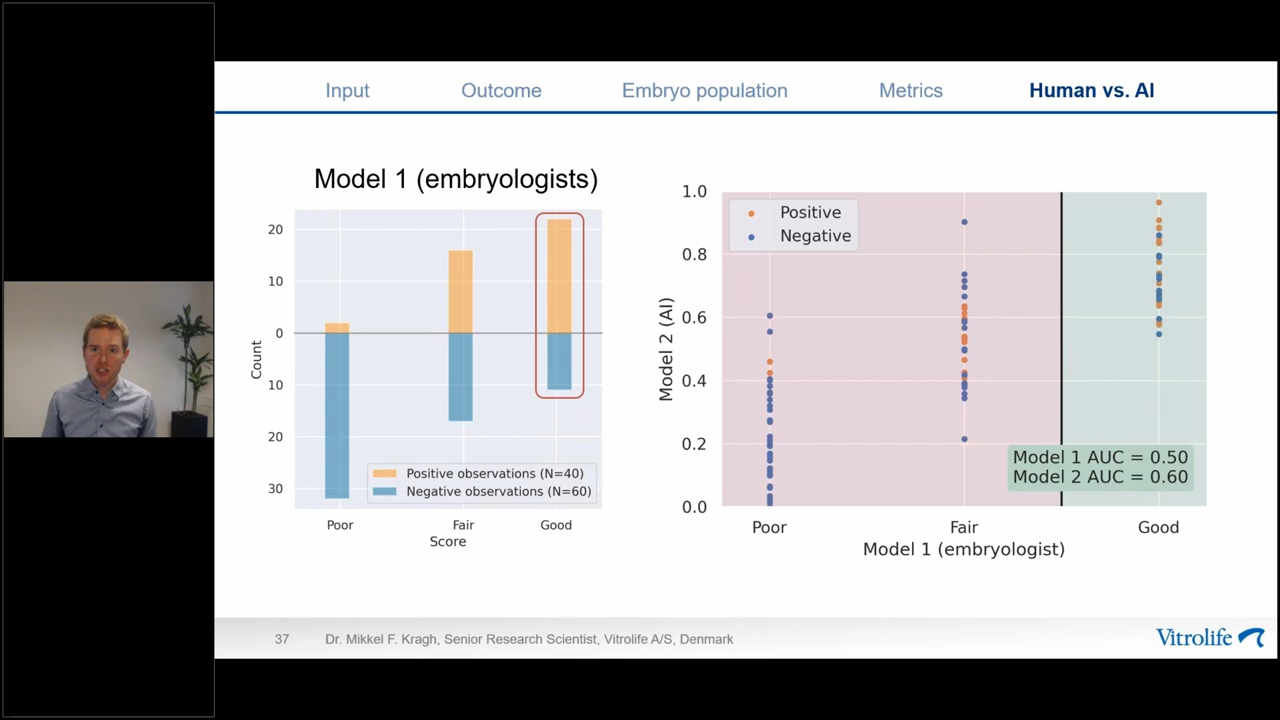 Input Outcome Embryo population Metrics Human vs. AI
Model 1 (embryologists)
20
10
0
10
20
30
Count
Positive observations (N=40)
Negative observations (N=60)
Poor Fair Good
Score
1.0
0.8
0.6
0.4
0.2
0.0
Model 2 (AI)
Positive
Negative
Model 1 AUC = 0.50
Model 2 AUC = 0.60
Poor Fair Good
Model 1 (embryologist)
37 Dr. Mikkel F. Kragh, Senior Research Scientist, Vitrolife A/S, Denmark
Vitrolife